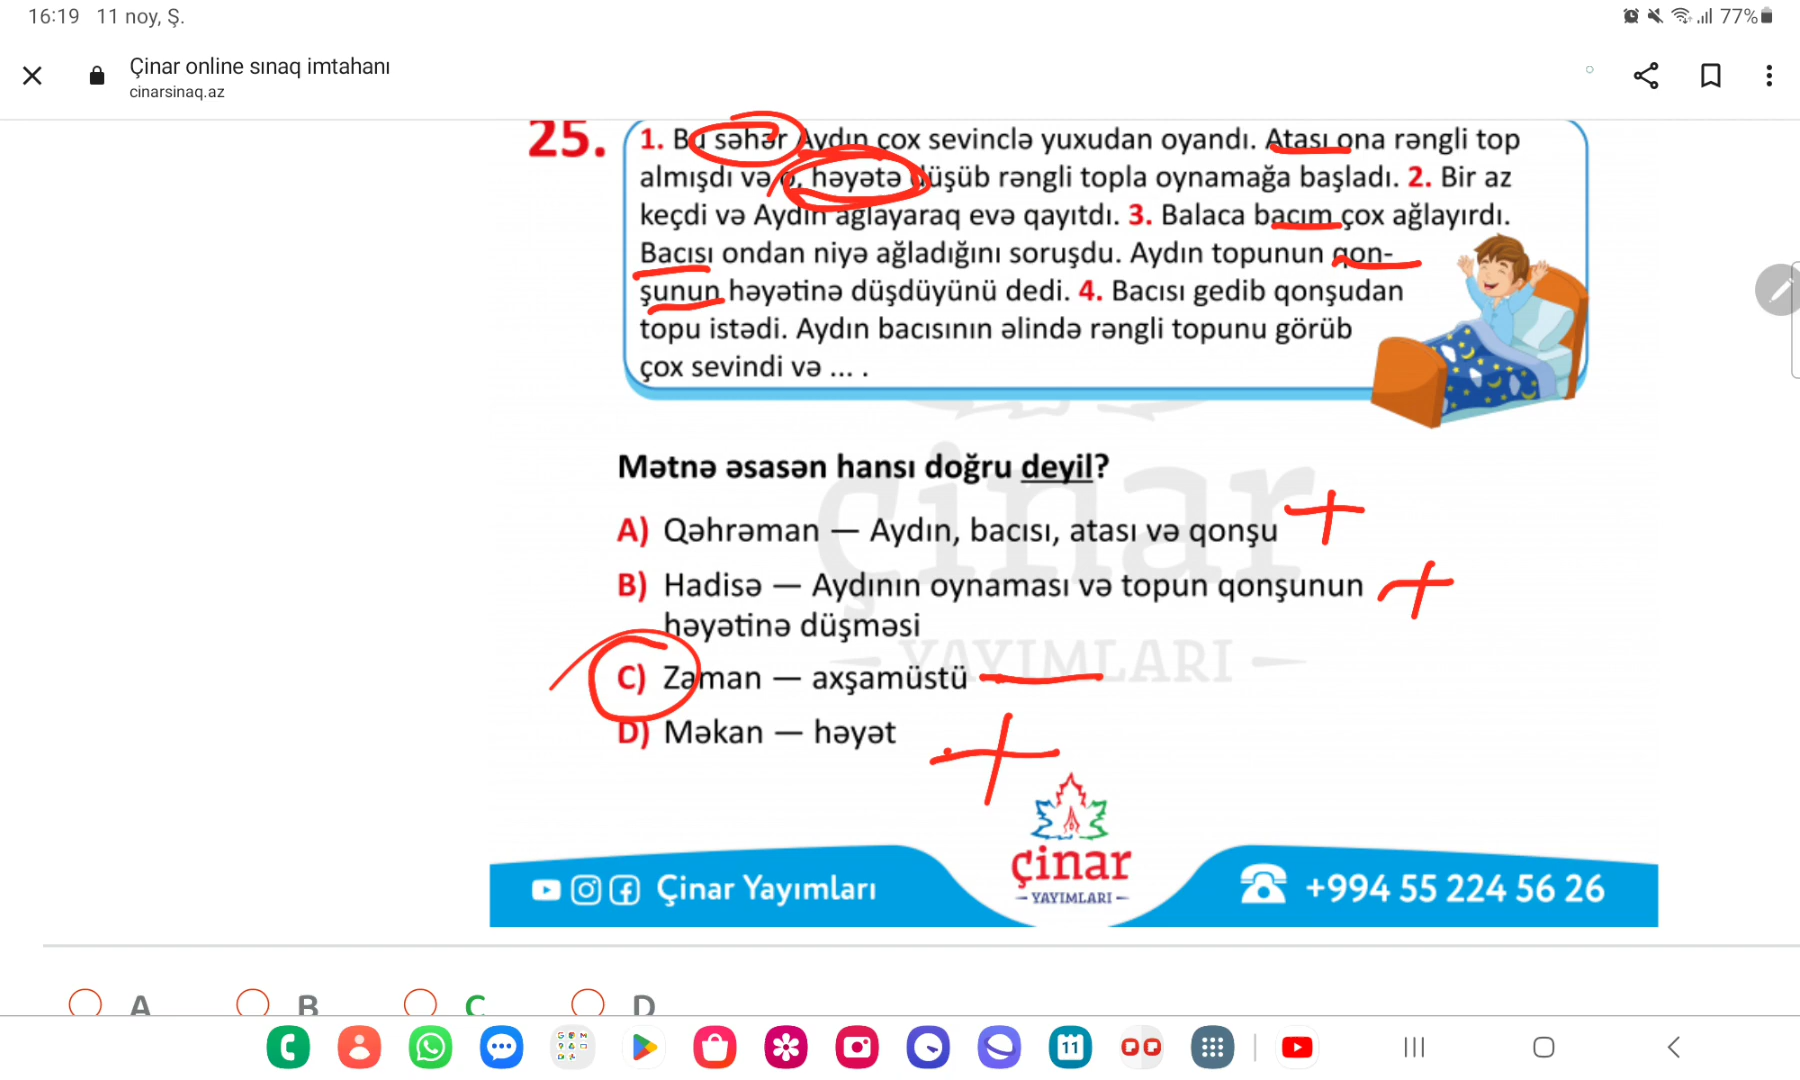 16:19 11 noy, Ş.
77%
Çinar online sınaq imtahanı
cinarsinaq.az
25.
1. Bu səhər Aydın çox sevinclə yuxudan oyandı. Atası ona rəngli top
almışdı və o, həyətə düşüb rəngli topla oynamağa başladı. 2. Bir az
keçdi və Aydın ağlayaraq evə qayıtdı. 3. Balaca bacım çox ağlayırdı.
Bacısı ondan niyə ağladığını soruşdu. Aydın topunun qon-
şunun həyətinə düşdüyünü dedi. 4. Bacısı gedib qonşudan
topu istədi. Aydın bacısının əlində rəngli topunu görüb
çox sevindi və ... .
Mətnə əsasən hansı doğru deyil?
A) Qəhrəman — Aydın, bacısı, atası və qonşu
B) Hadisə — Aydının oynaması və topun qonşunun
həyətinə düşməsi
C) Zaman — axşamüstü
D) Məkan — həyət
çinar
YAYIMLARI
çinar
YAYIMLARI
Çinar Yayımları
+994 55 224 56 26
A B C D
11